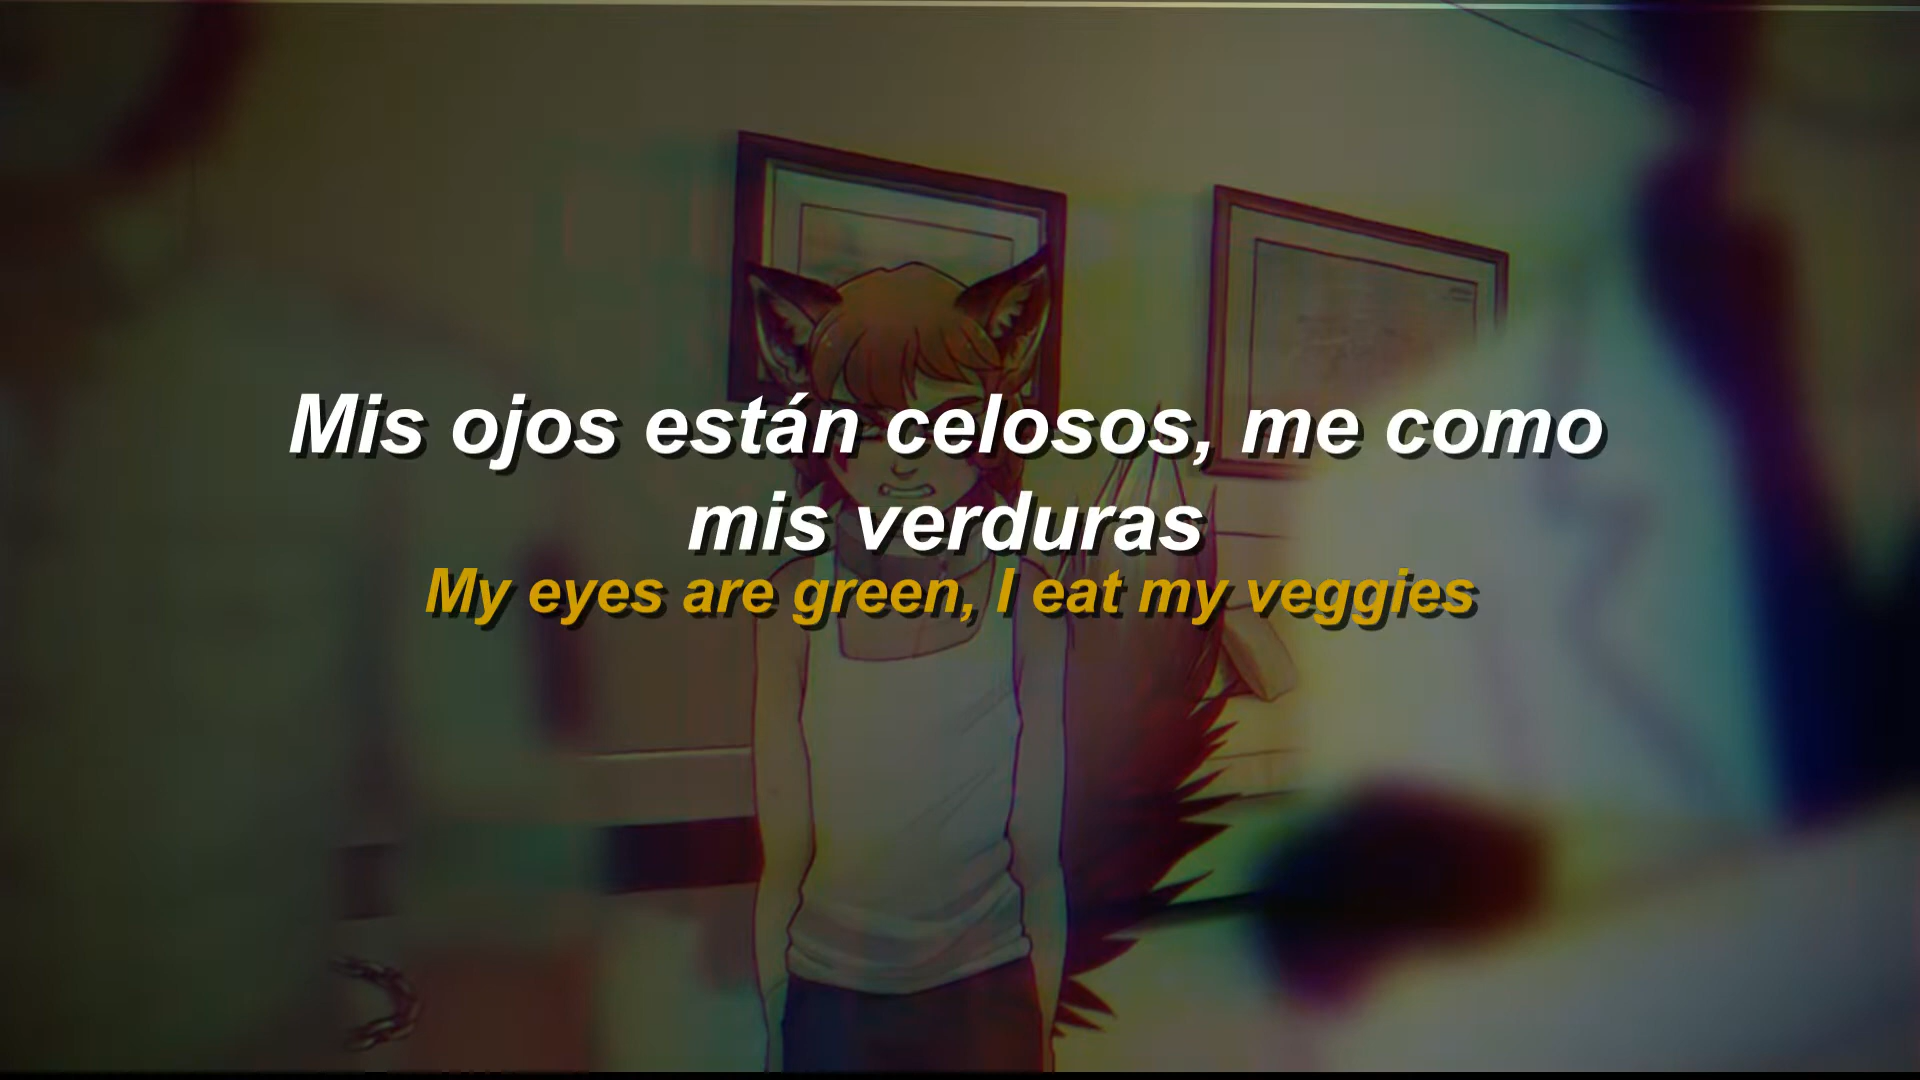 Mis ojos están celosos, me como
mis verduras
My eyes are green, I eat my veggies